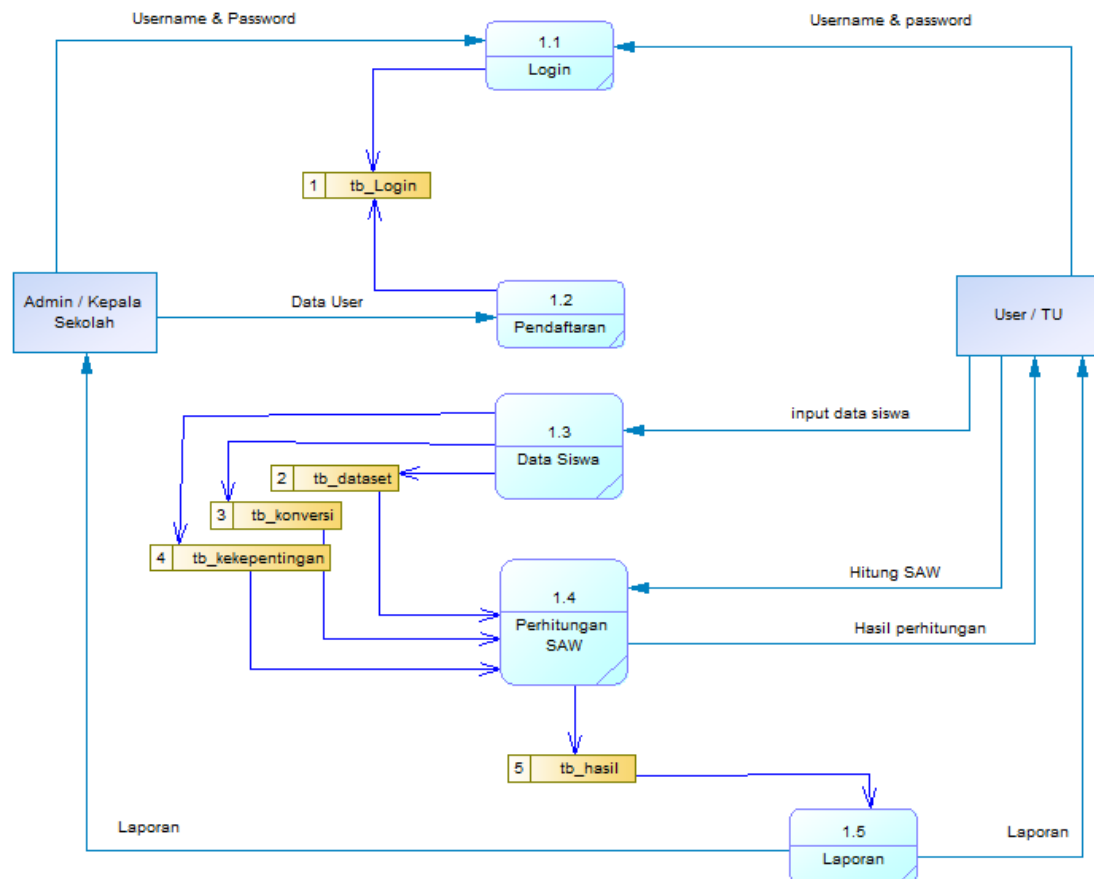 Username & Password
Username & password
1.1
Login
1 tb_Login
Admin / Kepala
Sekolah
Data User
1.2
Pendaftaran
User / TU
input data siswa
1.3
Data Siswa
2 tb_dataset
3 tb_konversi
4 tb_kekepentingan
Hitung SAW
1.4
Perhitungan
SAW
Hasil perhitungan
5 tb_hasil
Laporan
1.5
Laporan
Laporan